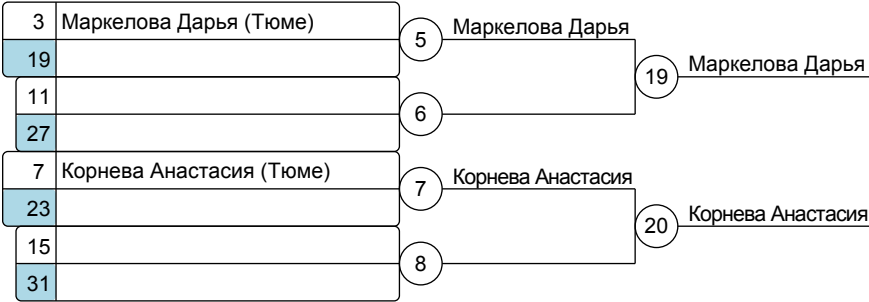 3 Маркелова Дарья (Тюме)
19
11
27
7 Корнева Анастасия (Тюме)
23
15
31
5 Маркелова Дарья
6
7 Корнева Анастасия
8
19 Маркелова Дарья
20 Корнева Анастасия